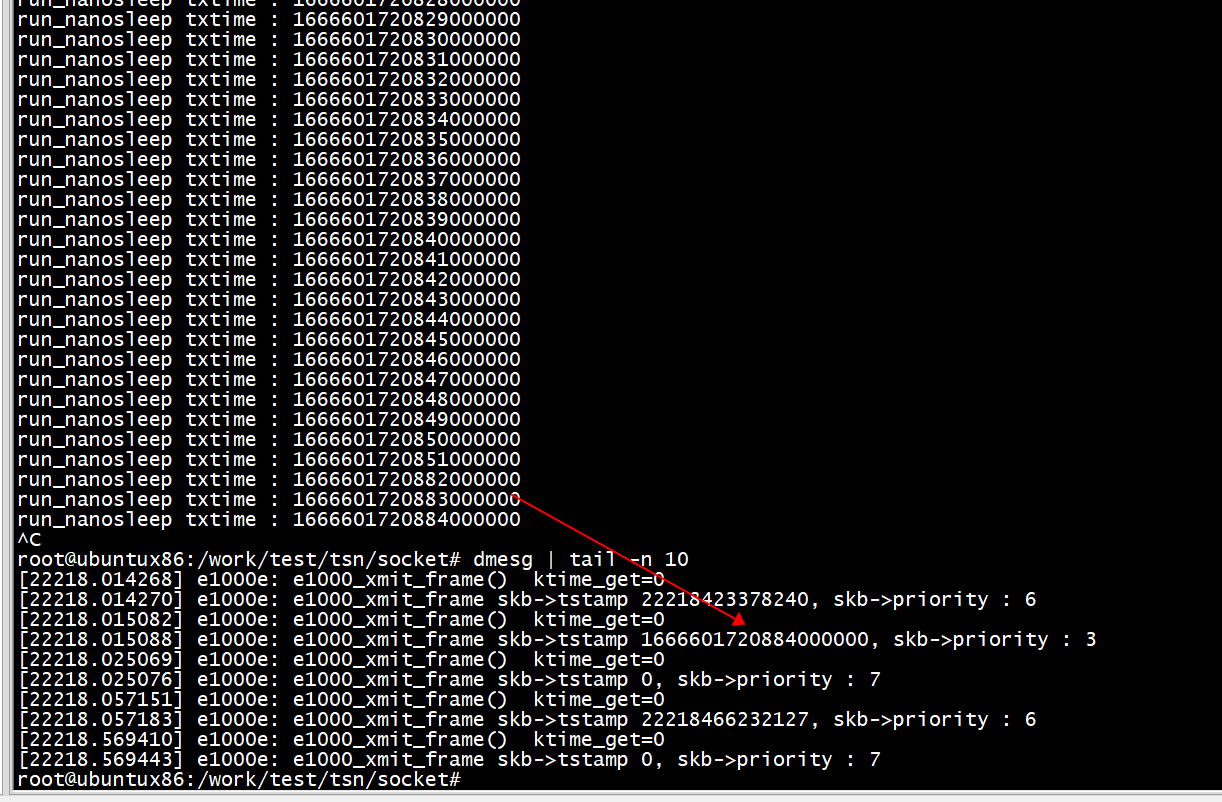 run_nanosleep txtime : 1666601720828000000
run_nanosleep txtime : 1666601720829000000
run_nanosleep txtime : 1666601720830000000
run_nanosleep txtime : 1666601720831000000
run_nanosleep txtime : 1666601720832000000
run_nanosleep txtime : 1666601720833000000
run_nanosleep txtime : 1666601720834000000
run_nanosleep txtime : 1666601720835000000
run_nanosleep txtime : 1666601720836000000
run_nanosleep txtime : 1666601720837000000
run_nanosleep txtime : 1666601720838000000
run_nanosleep txtime : 1666601720839000000
run_nanosleep txtime : 1666601720840000000
run_nanosleep txtime : 1666601720841000000
run_nanosleep txtime : 1666601720842000000
run_nanosleep txtime : 1666601720843000000
run_nanosleep txtime : 1666601720844000000
run_nanosleep txtime : 1666601720845000000
run_nanosleep txtime : 1666601720846000000
run_nanosleep txtime : 1666601720847000000
run_nanosleep txtime : 1666601720848000000
run_nanosleep txtime : 1666601720849000000
run_nanosleep txtime : 1666601720850000000
run_nanosleep txtime : 1666601720851000000
run_nanosleep txtime : 1666601720882000000
run_nanosleep txtime : 1666601720883000000
run_nanosleep txtime : 1666601720884000000
^C
root@ubuntux86:/work/test/tsn/socket# dmesg | tail -n 10
[22218.014268] e1000e: e1000_xmit_frame()  ktime_get=0
[22218.014270] e1000e: e1000_xmit_frame skb->tstamp 22218423378240, skb->priority : 6
[22218.015082] e1000e: e1000_xmit_frame()  ktime_get=0
[22218.015088] e1000e: e1000_xmit_frame skb->tstamp 1666601720884000000, skb->priority : 3
[22218.025069] e1000e: e1000_xmit_frame()  ktime_get=0
[22218.025076] e1000e: e1000_xmit_frame skb->tstamp 0, skb->priority : 7
[22218.057151] e1000e: e1000_xmit_frame()  ktime_get=0
[22218.057183] e1000e: e1000_xmit_frame skb->tstamp 22218466232127, skb->priority : 6
[22218.569410] e1000e: e1000_xmit_frame()  ktime_get=0
[22218.569443] e1000e: e1000_xmit_frame skb->tstamp 0, skb->priority : 7
root@ubuntux86:/work/test/tsn/socket#